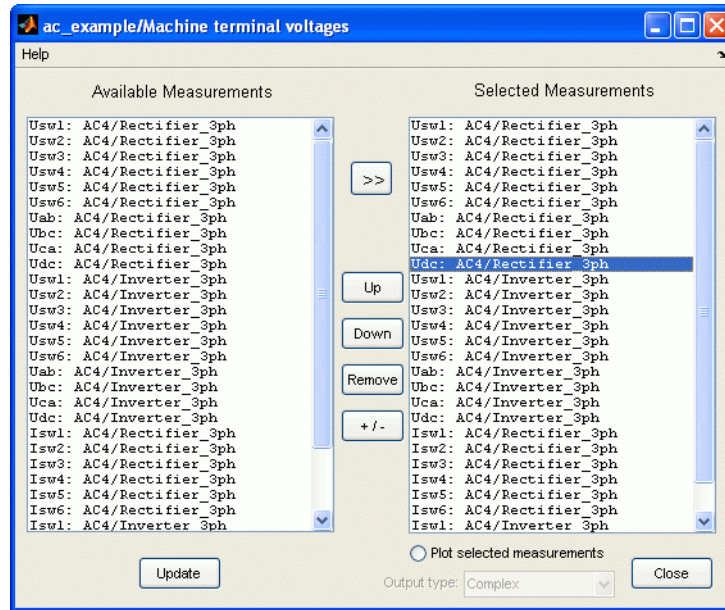 ac_example/Machine terminal voltages
Help
Available Measurements
Usw1: AC4/Rectifier_3ph
Usw2: AC4/Rectifier_3ph
Usw3: AC4/Rectifier_3ph
Usw4: AC4/Rectifier_3ph
Usw5: AC4/Rectifier_3ph
Usw6: AC4/Rectifier_3ph
Uab: AC4/Rectifier_3ph
Ubc: AC4/Rectifier_3ph
Uca: AC4/Rectifier_3ph
Udc: AC4/Rectifier_3ph
Usw1: AC4/Inverter_3ph
Usw2: AC4/Inverter_3ph
Usw3: AC4/Inverter_3ph
Usw4: AC4/Inverter_3ph
Usw5: AC4/Inverter_3ph
Usw6: AC4/Inverter_3ph
Uab: AC4/Inverter_3ph
Ubc: AC4/Inverter_3ph
Uca: AC4/Inverter_3ph
Udc: AC4/Inverter_3ph
Isw1: AC4/Rectifier_3ph
Isw2: AC4/Rectifier_3ph
Isw3: AC4/Rectifier_3ph
Isw4: AC4/Rectifier_3ph
Isw5: AC4/Rectifier_3ph
Isw6: AC4/Rectifier_3ph
Isw1: AC4/Inverter_3ph
Update
>>
Up
Down
Remove
+ / -
Selected Measurements
Usw1: AC4/Rectifier_3ph
Usw2: AC4/Rectifier_3ph
Usw3: AC4/Rectifier_3ph
Usw4: AC4/Rectifier_3ph
Usw5: AC4/Rectifier_3ph
Usw6: AC4/Rectifier_3ph
Uab: AC4/Rectifier_3ph
Ubc: AC4/Rectifier_3ph
Uca: AC4/Rectifier_3ph
Udc: AC4/Rectifier_3ph
Usw1: AC4/Inverter_3ph
Usw2: AC4/Inverter_3ph
Usw3: AC4/Inverter_3ph
Usw4: AC4/Inverter_3ph
Usw5: AC4/Inverter_3ph
Usw6: AC4/Inverter_3ph
Uab: AC4/Inverter_3ph
Ubc: AC4/Inverter_3ph
Uca: AC4/Inverter_3ph
Udc: AC4/Inverter_3ph
Isw1: AC4/Rectifier_3ph
Isw2: AC4/Rectifier_3ph
Isw3: AC4/Rectifier_3ph
Isw4: AC4/Rectifier_3ph
Isw5: AC4/Rectifier_3ph
Isw6: AC4/Rectifier_3ph
Isw1: AC4/Inverter_3ph
Plot selected measurements
Output type: Complex
Close